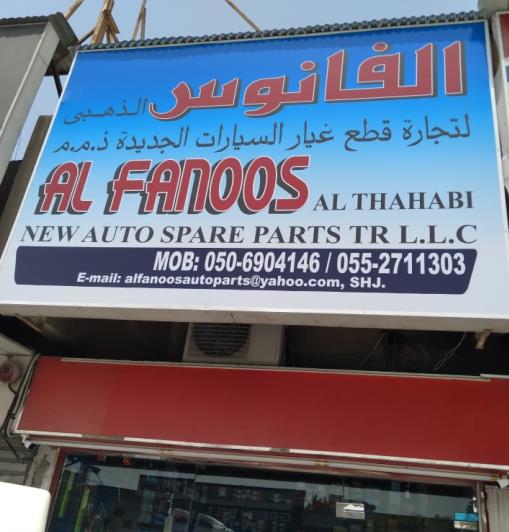 الفانوس الذهبي
لتجارة قطع غيار السيارات الجديدة ذ.م.م
AL FANOOS AL THAHABI
NEW AUTO SPARE PARTS TR L.L.C
MOB: 050-6904146 / 055-2711303
E-mail: alfanoosautoparts@yahoo.com, SHJ.